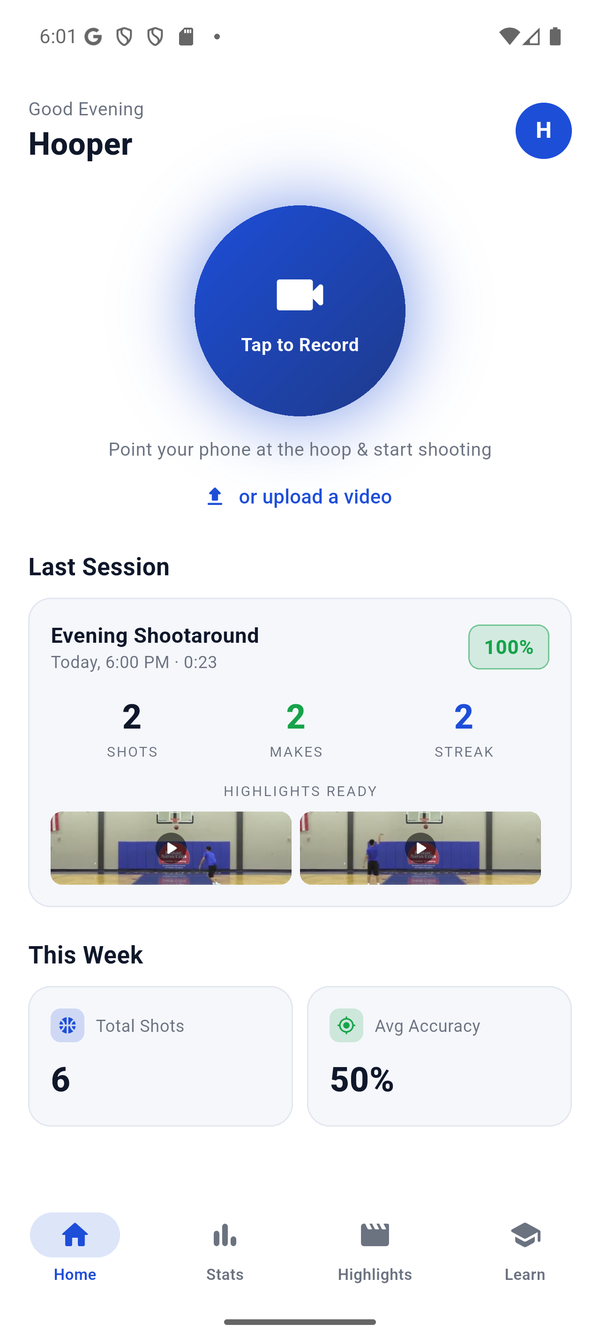 6:01
Good Evening
Hooper
H
Tap to Record
Point your phone at the hoop & start shooting
or upload a video
Last Session
Evening Shootaround
Today, 6:00 PM · 0:23
100%
2
SHOTS
2
MAKES
2
STREAK
HIGHLIGHTS READY
This Week
Total Shots
6
Avg Accuracy
50%
Home
Stats
Highlights
Learn